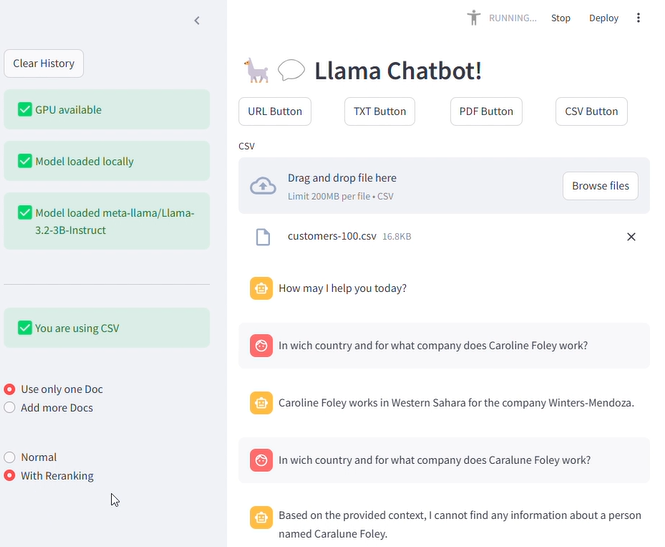 RUNNING...
Stop
Deploy
Clear History
GPU available
Model loaded locally
Model loaded meta-llama/Llama-
3.2-3B-Instruct
You are using CSV
Use only one Doc
Add more Docs
Normal
With Reranking
Llama Chatbot!
URL Button
TXT Button
PDF Button
CSV Button
CSV
Drag and drop file here
Limit 200MB per file • CSV
Browse files
customers-100.csv 16.8KB
How may I help you today?
In wich country and for what company does Caroline Foley work?
Caroline Foley works in Western Sahara for the company Winters-Mendoza.
In wich country and for what company does Caralune Foley work?
Based on the provided context, I cannot find any information about a person
named Caralune Foley.